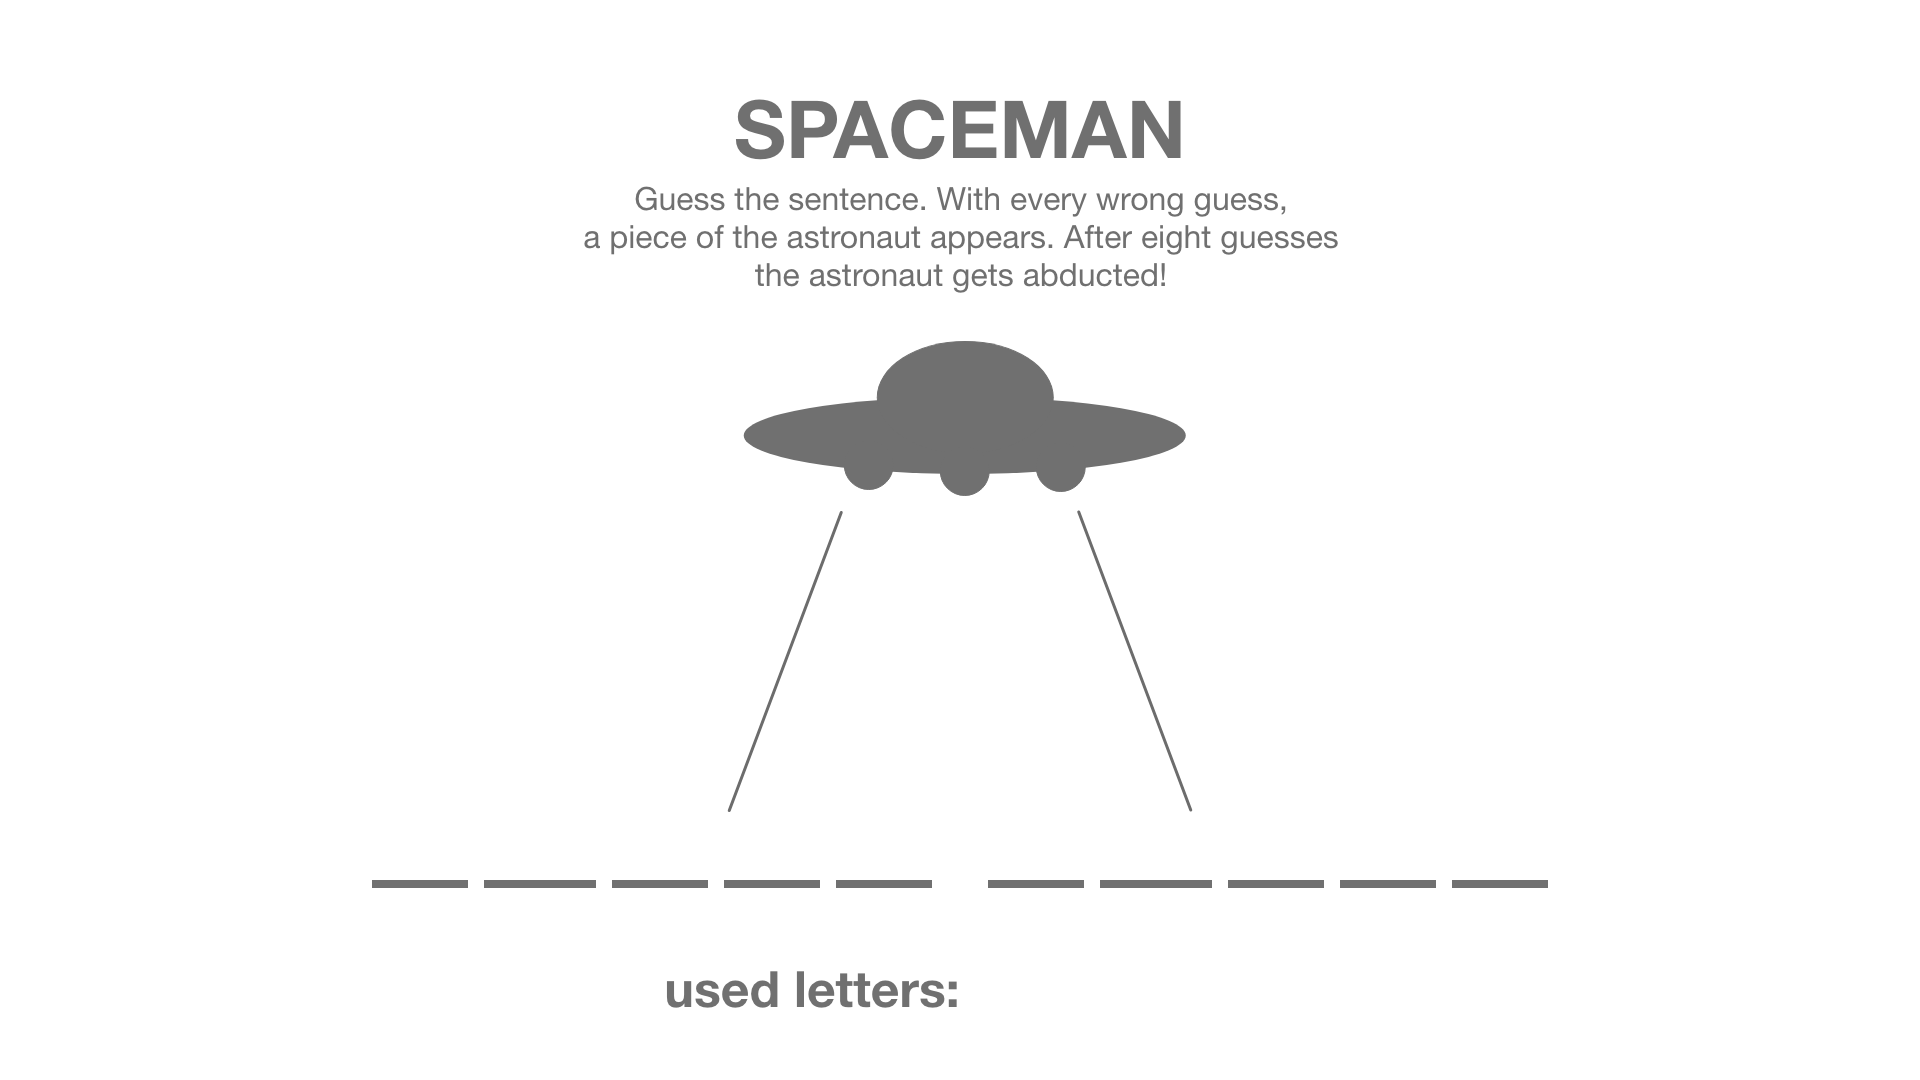 SPACEMAN
Guess the sentence. With every wrong guess,
a piece of the astronaut appears. After eight guesses
the astronaut gets abducted!
used letters: